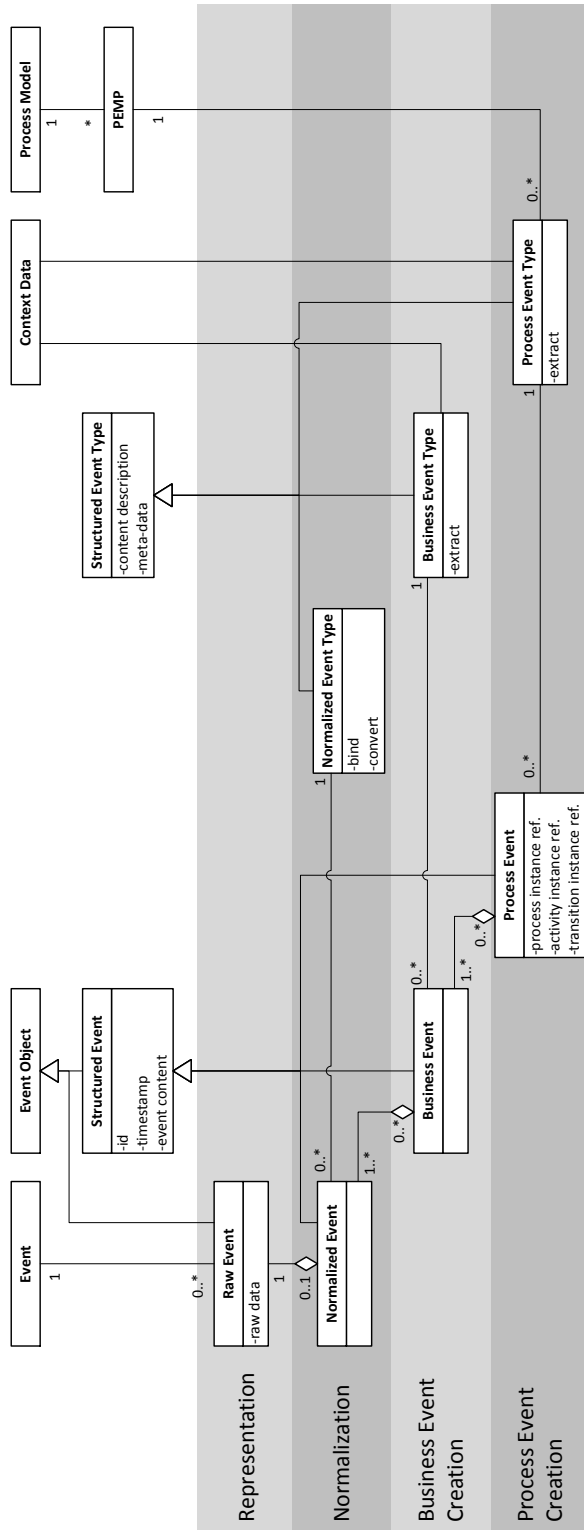 Event
Event Object
Context Data
Process Model
1
1
*
PEMP
1
Structured Event
-id
-timestamp
-event content
Structured Event Type
-content description
-meta-data
Representation
0..*
Raw Event
-raw data
1
Normalization
0..1
Normalized Event
0..*
1..*
1
Normalized Event Type
-bind
-convert
Business Event
Creation
0..*
Business Event
0..*
1..*
1
Business Event Type
-extract
Process Event
Creation
0..*
Process Event
-process instance ref.
-activity instance ref.
-transition instance ref.
0..*
1
Process Event Type
-extract
0..*